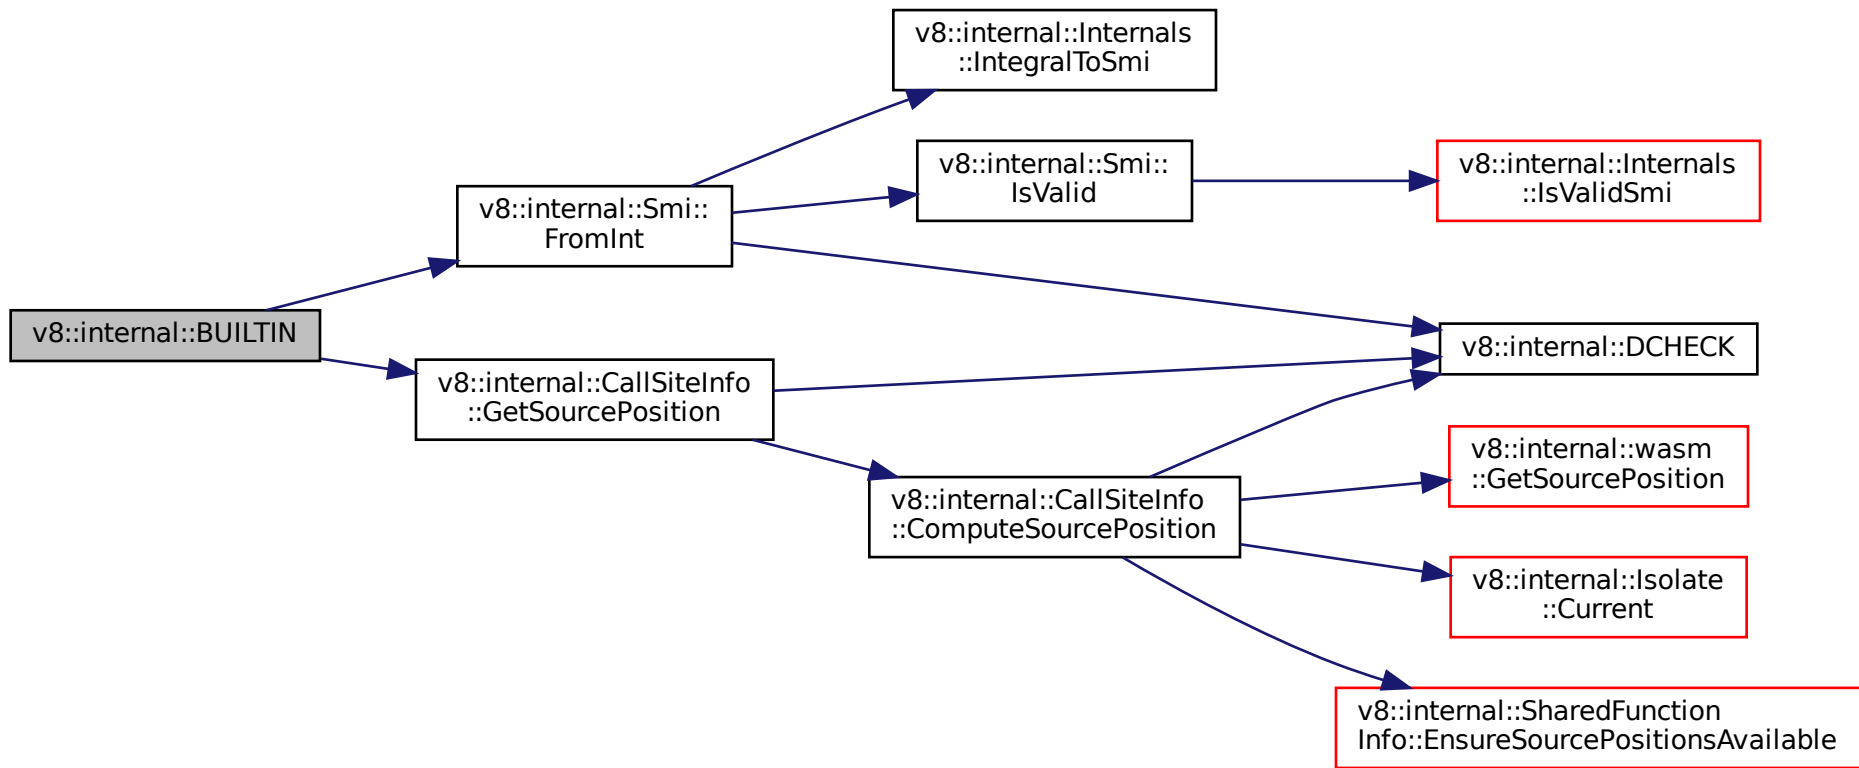 v8::internal::Internals
::IntegralToSmi
v8::internal::Smi::
IsValid
v8::internal::Internals
::IsValidSmi
v8::internal::Smi::
FromInt
v8::internal::BUILTIN
v8::internal::DCHECK
v8::internal::CallSiteInfo
::GetSourcePosition
v8::internal::wasm
::GetSourcePosition
v8::internal::CallSiteInfo
::ComputeSourcePosition
v8::internal::Isolate
::Current
v8::internal::SharedFunction
Info::EnsureSourcePositionsAvailable